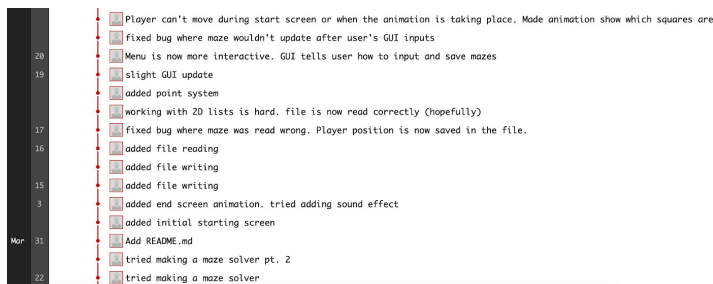 Player can't move during start screen or when the animation is taking place. Made animation show which squares are
fixed bug where maze wouldn't update after user's GUI inputs
20 Menu is now more interactive. GUI tells user how to input and save mazes
19 slight GUI update
added point system
working with 2D lists is hard. file is now read correctly (hopefully)
17 fixed bug where maze was read wrong. Player position is now saved in the file.
16 added file reading
added file writing
15 added file writing
3 added end screen animation. tried adding sound effect
added initial starting screen
Mar 31 Add README.md
tried making a maze solver pt. 2
22 tried making a maze solver